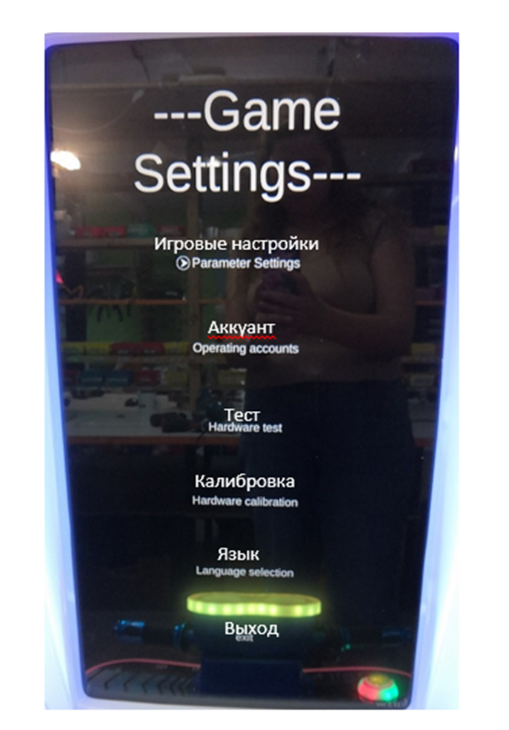 ---Game
Settings---
Игровые настройки
Parameter Settings
Аккуант
Operating accounts
Тест
Hardware test
Калибровка
Hardware calibration
Язык
Language selection
Выход
exit